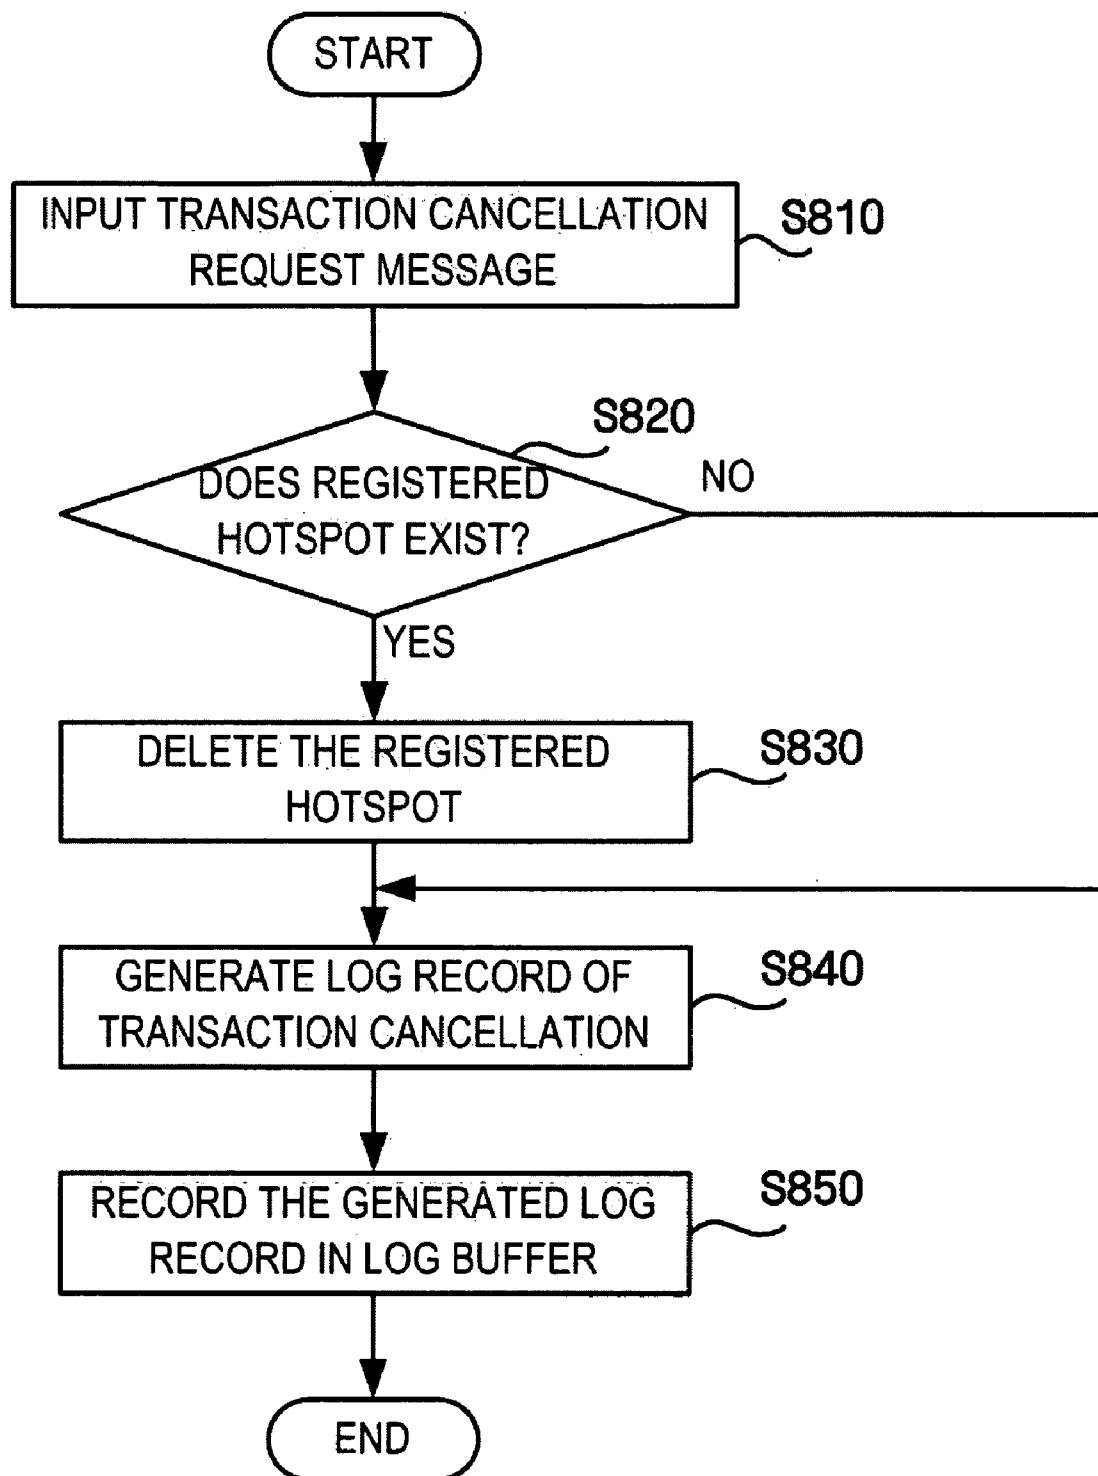 START
INPUT TRANSACTION CANCELLATION
REQUEST MESSAGE
S810
S820
DOES REGISTERED
HOTSPOT EXIST?
NO
YES
DELETE THE REGISTERED
HOTSPOT
S830
GENERATE LOG RECORD OF
TRANSACTION CANCELLATION
S840
RECORD THE GENERATED LOG
RECORD IN LOG BUFFER
S850
END